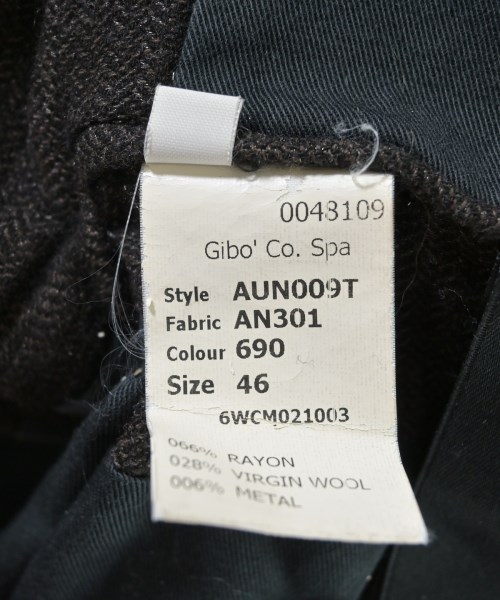 0048109
Gibo' Co. Spa
Style AUN009T
Fabric AN301
Colour 690
Size 46
6WCM021003
066% RAYON
028% VIRGIN WOOL
006% METAL